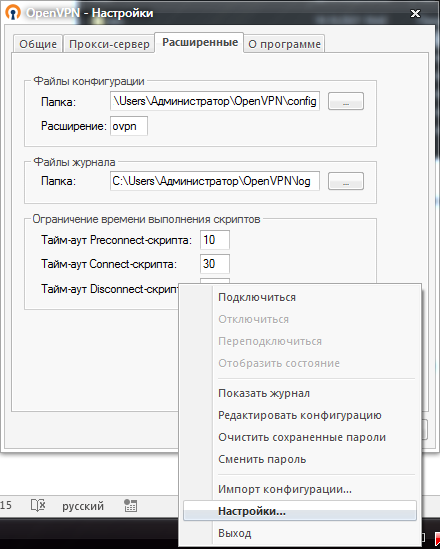 OpenVPN - Настройки
Общие Прокси-сервер Расширенные О программе
Файлы конфигурации
Папка: \Users\Администратор\OpenVPN\config ...
Расширение: ovpn
Файлы журнала
Папка: C:\Users\Администратор\OpenVPN\log ...
Ограничение времени выполнения скриптов
Тайм-аут Preconnect-скрипта: 10
Тайм-аут Connect-скрипта: 30
Тайм-аут Disconnect-скрипт
Подключиться
Отключиться
Переподключиться
Отобразить состояние
Показать журнал
Редактировать конфигурацию
Очистить сохраненные пароли
Сменить пароль
Импорт конфигурации...
Настройки...
Выход
15 русский